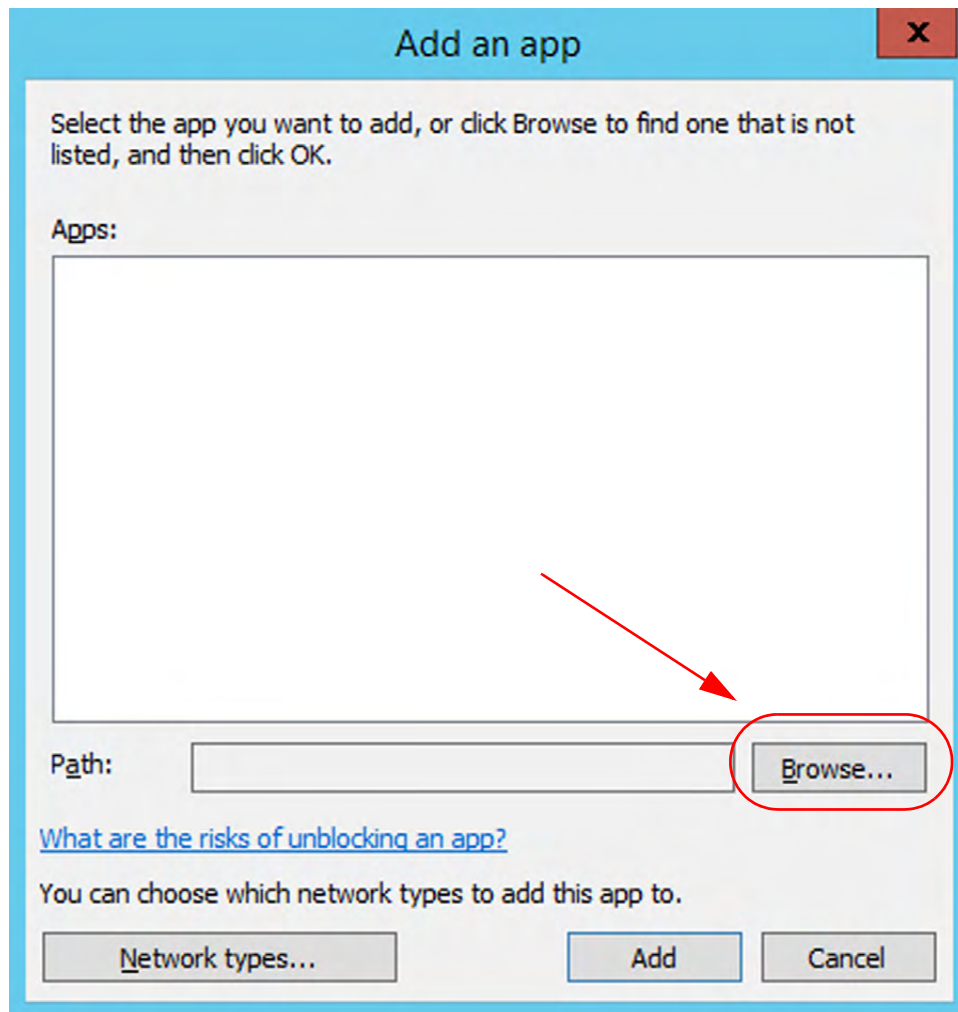 Add an app
x
Select the app you want to add, or click Browse to find one that is not
listed, and then click OK.
Apps:
Path:
Browse...
What are the risks of unblocking an app?
You can choose which network types to add this app to.
Network types...
Add
Cancel